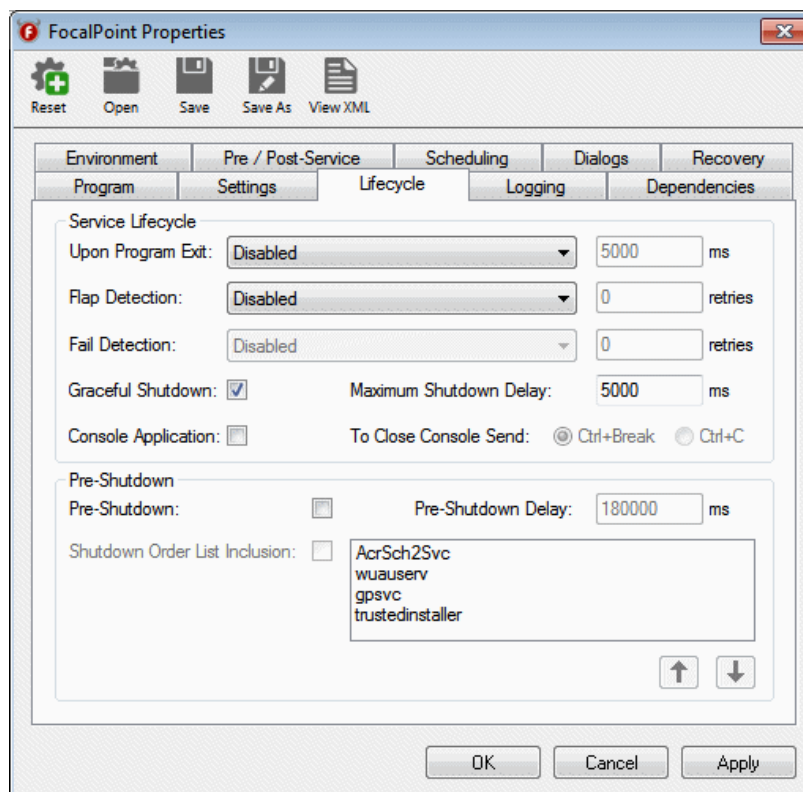 FocalPoint Properties
Reset Open Save Save As View XML
Environment Pre / Post-Service Scheduling Dialogs Recovery
Program Settings Lifecycle Logging Dependencies
Service Lifecycle
Upon Program Exit: Disabled 5000 ms
Flap Detection: Disabled 0 retries
Fail Detection: Disabled 0 retries
Graceful Shutdown: Maximum Shutdown Delay: 5000 ms
Console Application: To Close Console Send: Ctrl+Break Ctrl+C
Pre-Shutdown
Pre-Shutdown: Pre-Shutdown Delay: 180000 ms
Shutdown Order List Inclusion: AcrSch2Svc
wuauserv
gpsvc
trustedinstaller
OK Cancel Apply